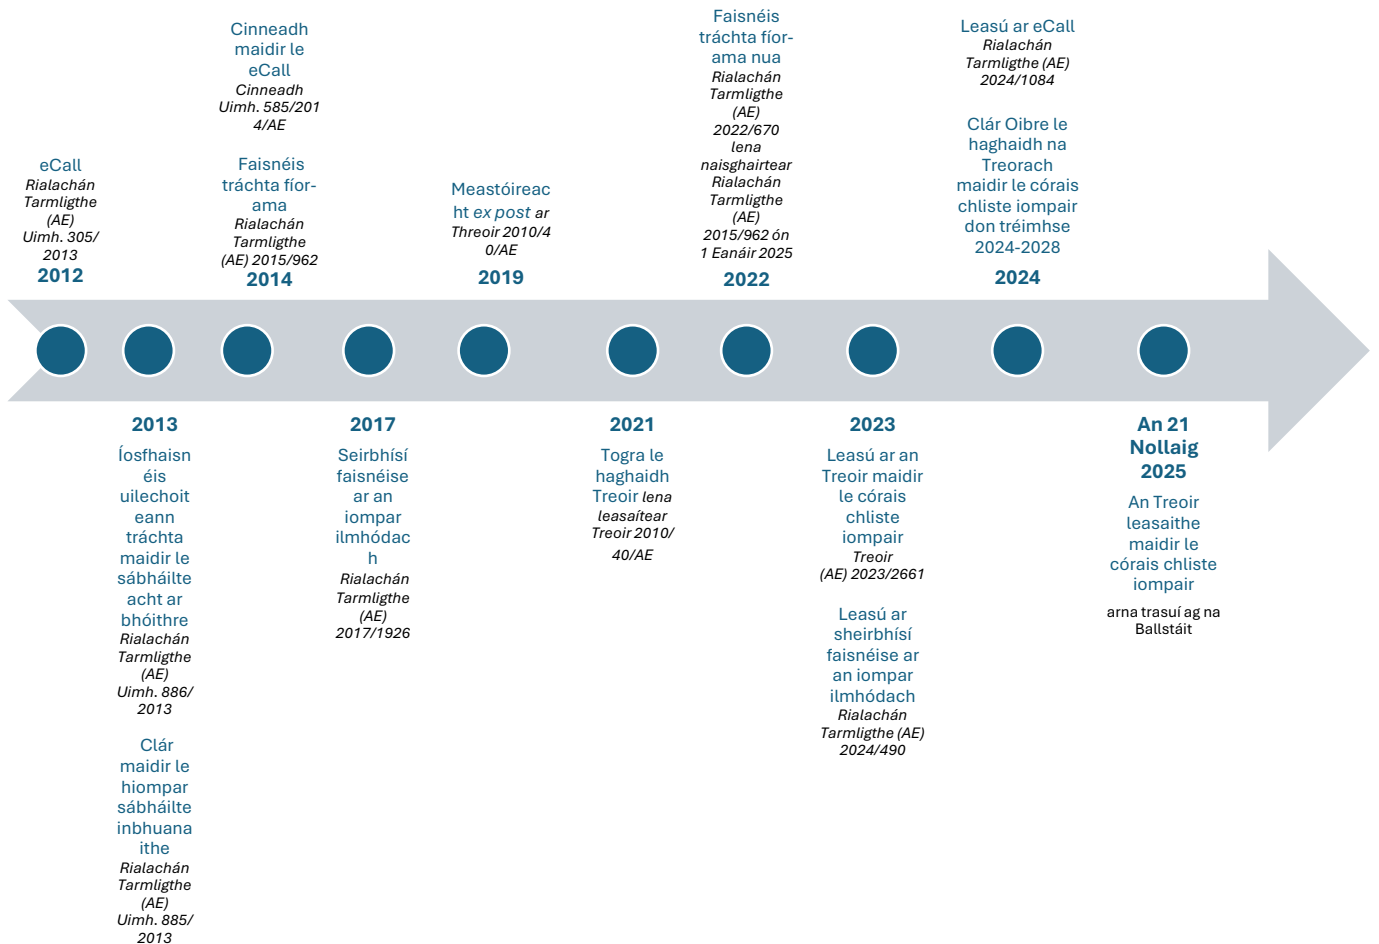 eCall
Rialachán
Tarmligthe
(AE)
Uimh. 305/
2013
2012
Cinneadh
maidir le
eCall
Cinneadh
Uimh. 585/201
4/AE
Faisnéis
tráchta fíor-
ama
Rialachán
Tarmligthe
(AE) 2015/962
2014
Meastóireac
ht ex post ar
Threoir 2010/4
0/AE
2019
Faisnéis
tráchta fíor-
ama nua
Rialachán
Tarmligthe
(AE)
2022/670
lena
naisghairtear
Rialachán
Tarmligthe
(AE)
2015/962 ón
1 Eanáir 2025
2022
Leasú ar eCall
Rialachán
Tarmligthe (AE)
2024/1084
Clár Oibre le
haghaidh na
Treorach
maidir le córais
chliste iompair
don tréimhse
2024-2028
2024
2013
Íosfhaisn
éis
uilechoit
eann
tráchta
maidir le
sábháilte
acht ar
bhóithre
Rialachán
Tarmligthe
(AE)
Uimh. 886/
2013
Clár
maidir le
hiompar
sábháilte
inbhuana
ithe
Rialachán
Tarmligthe
(AE)
Uimh. 885/
2013
2017
Seirbhísí
faisnéise
ar an
iompar
ilmhódac
h
Rialachán
Tarmligthe
(AE)
2017/1926
2021
Togra le
haghaidh
Treoir lena
leasaítear
Treoir 2010/
40/AE
2023
Leasú ar an
Treoir maidir
le córais
chliste
iompair
Treoir
(AE) 2023/2661
Leasú ar
sheirbhísí
faisnéise ar
an iompar
ilmhódach
Rialachán
Tarmligthe (AE)
2024/490
An 21
Nollaig
2025
An Treoir
leasaithe
maidir le
córais chliste
iompair
arna trasuí ag na
Ballstáit